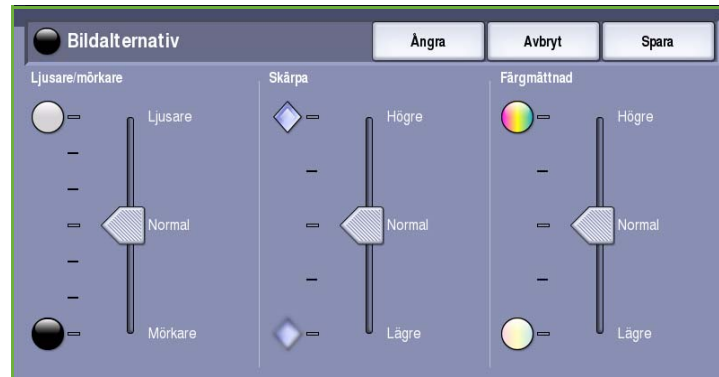 Bildalternativ
Ångra
Avbryt
Spara
Ljusare/mörkare
Skärpa
Färgmättnad
Ljusare
Högre
Högre
Normal
Normal
Normal
Mörkare
Lägre
Lägre